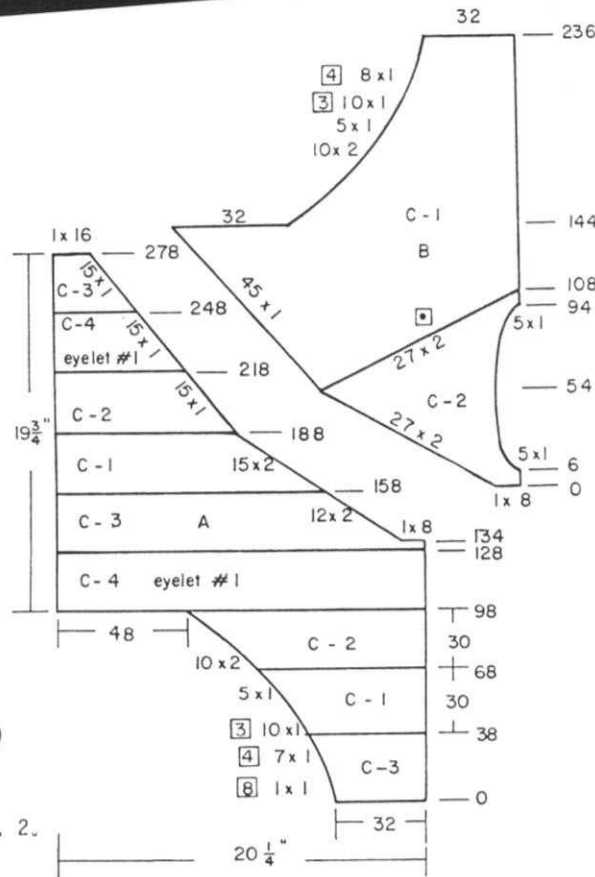 32
236
4 8 x 1
3 10 x 1
5 x 1
10 x 2
32
C - 1
B
144
1 x 16
278
15 x 1
C - 3
108
94
45 x 1
248
15 x 1
C - 4
eyelet #1
5 x 1
27 x 2
218
15 x 1
C - 2
54
C - 2
27 x 2
19 3/4"
188
C - 1
15 x 2
5 x 1
6
0
1 x 8
158
C - 3 A
12 x 2
1 x 8
134
128
C - 4 eyelet #1
98
48
C - 2
30
10 x 2
68
5 x 1
C - 1
30
3 10 x 1
38
4 7 x 1
C - 3
8 1 x 1
0
32
2.
20 1/4"